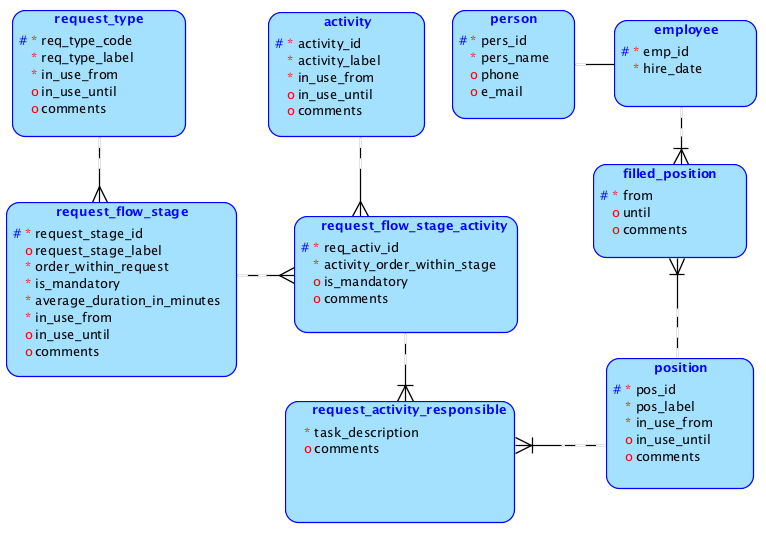 request_type
# * req_type_code
* req_type_label
* in_use_from
o in_use_until
o comments
activity
# * activity_id
* activity_label
* in_use_from
o in_use_until
o comments
person
# * pers_id
* pers_name
o phone
o e_mail
employee
# * emp_id
* hire_date
request_flow_stage
# * request_stage_id
o request_stage_label
* order_within_request
* is_mandatory
* average_duration_in_minutes
* in_use_from
o in_use_until
o comments
request_flow_stage_activity
# * req_activ_id
* activity_order_within_stage
o is_mandatory
o comments
filled_position
# * from
o until
o comments
request_activity_responsible
* task_description
o comments
position
# * pos_id
* pos_label
* in_use_from
o in_use_until
o comments